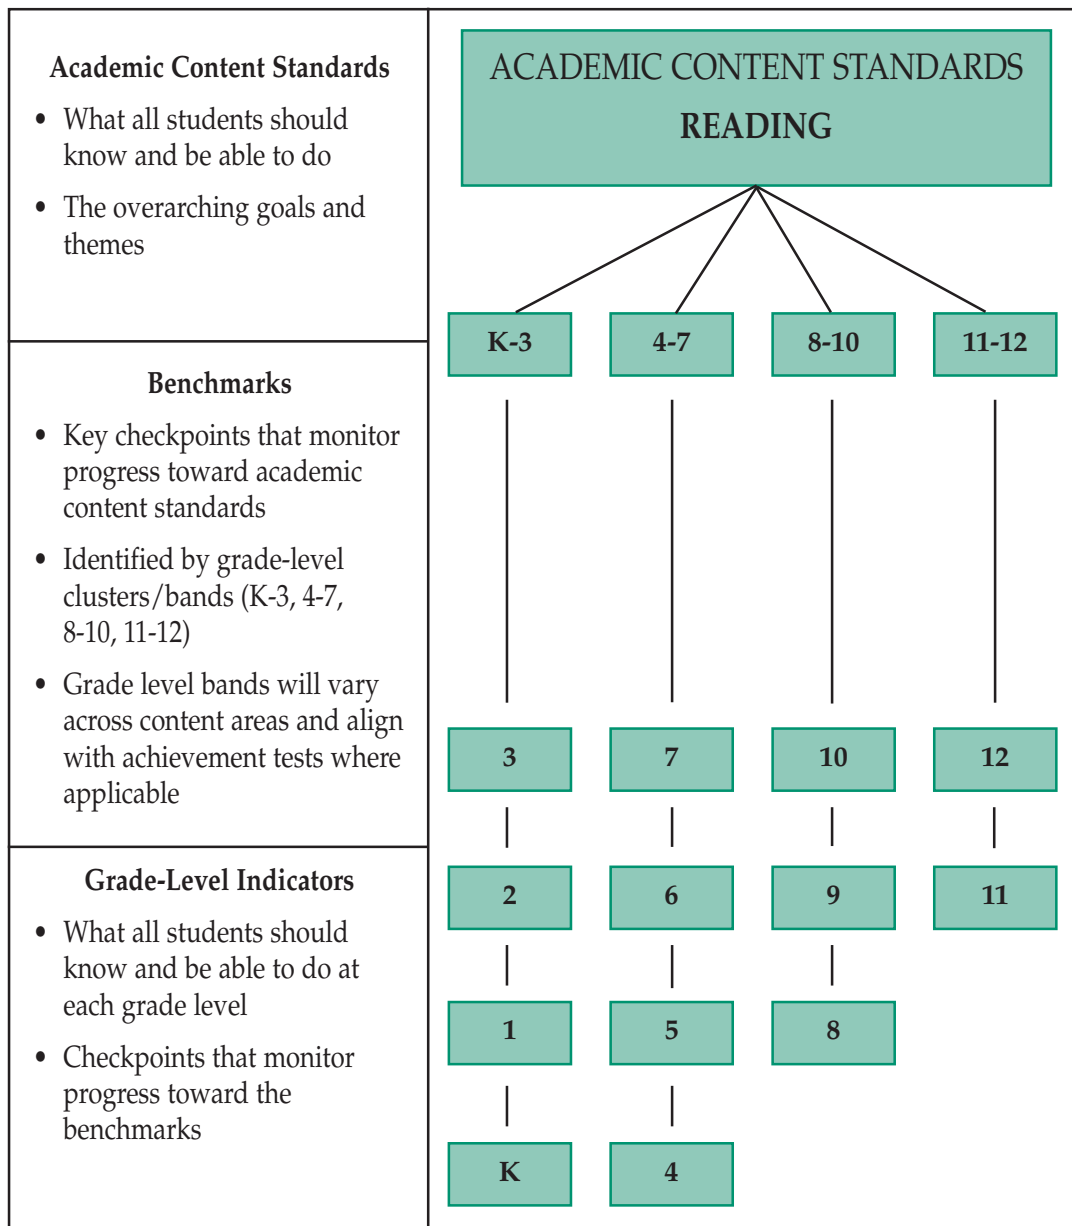 Academic Content Standards
• What all students should
know and be able to do
• The overarching goals and
themes
Benchmarks
• Key checkpoints that monitor
progress toward academic
content standards
• Identified by grade-level
clusters/bands (K-3, 4-7,
8-10, 11-12)
• Grade level bands will vary
across content areas and align
with achievement tests where
applicable
Grade-Level Indicators
• What all students should
know and be able to do at
each grade level
• Checkpoints that monitor
progress toward the
benchmarks
ACADEMIC CONTENT STANDARDS
READING
K-3 4-7 8-10 11-12
3 7 10 12
2 6 9 11
1 5 8
K 4